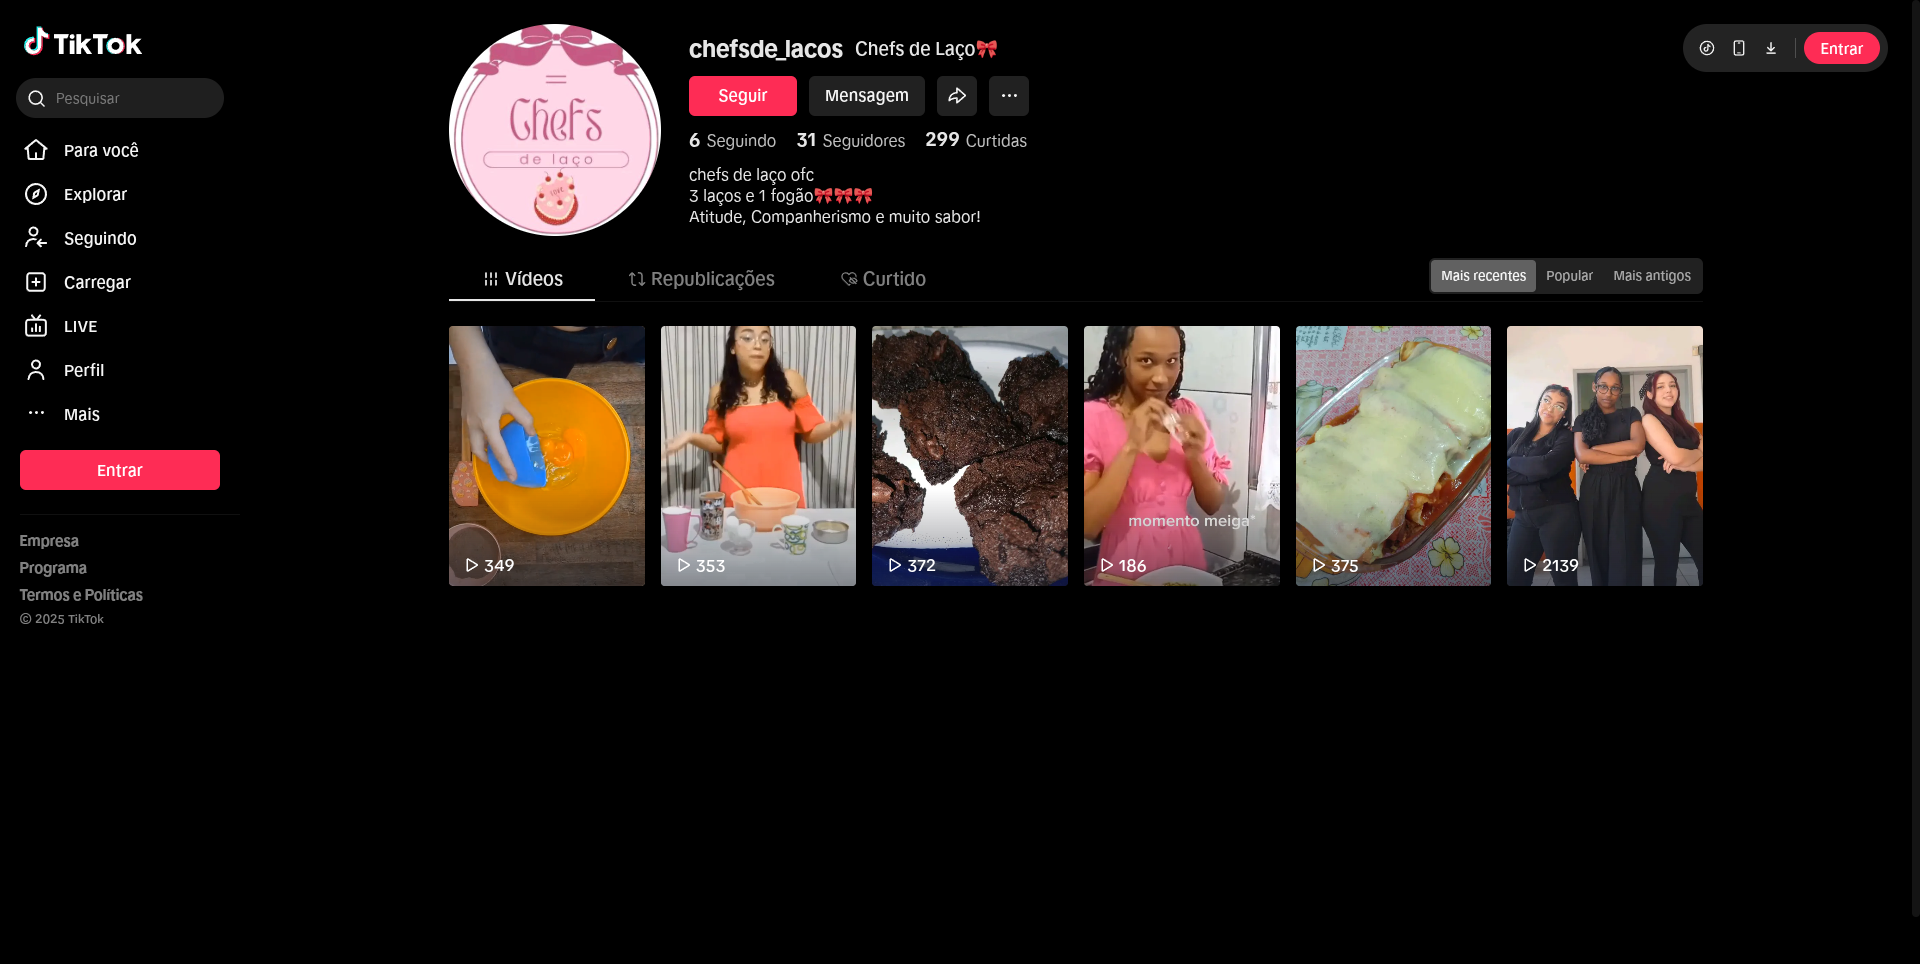 TikTok
Pesquisar
Para você
Explorar
Seguindo
Carregar
LIVE
Perfil
Mais
Entrar
Empresa
Programa
Termos e Políticas
© 2025 TikTok
Chefs
de laço
LOVE
chefsde_lacos Chefs de Laço🎀
Seguir Mensagem
6 Seguindo 31 Seguidores 299 Curtidas
chefs de laço ofc
3 laços e 1 fogão🎀🎀🎀
Atitude, Companherismo e muito sabor!
Entrar
Vídeos Republicações Curtido
Mais recentes Popular Mais antigos
momento meiga*
349
353
372
186
375
2139